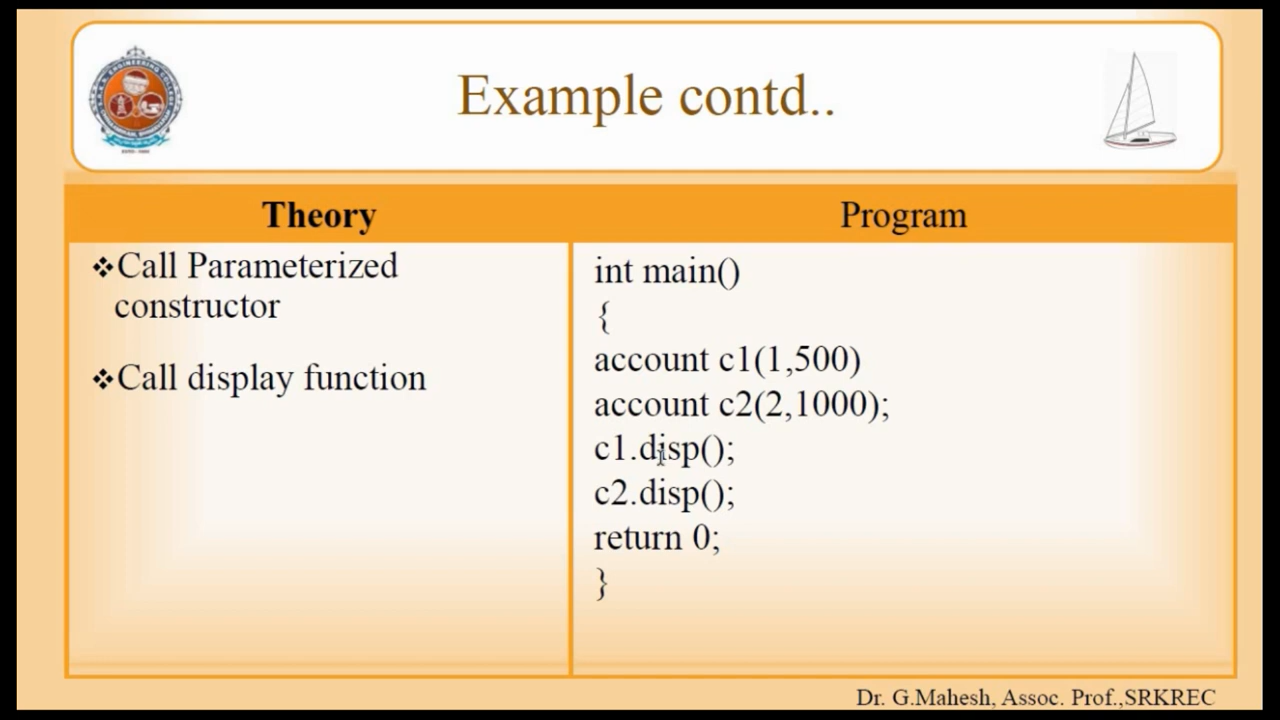 Example contd..
Theory
Program
❖Call Parameterized
constructor
❖Call display function
int main()
{
account c1(1,500)
account c2(2,1000);
c1.disp();
c2.disp();
return 0;
}
Dr. G.Mahesh, Assoc. Prof.,SRKREC